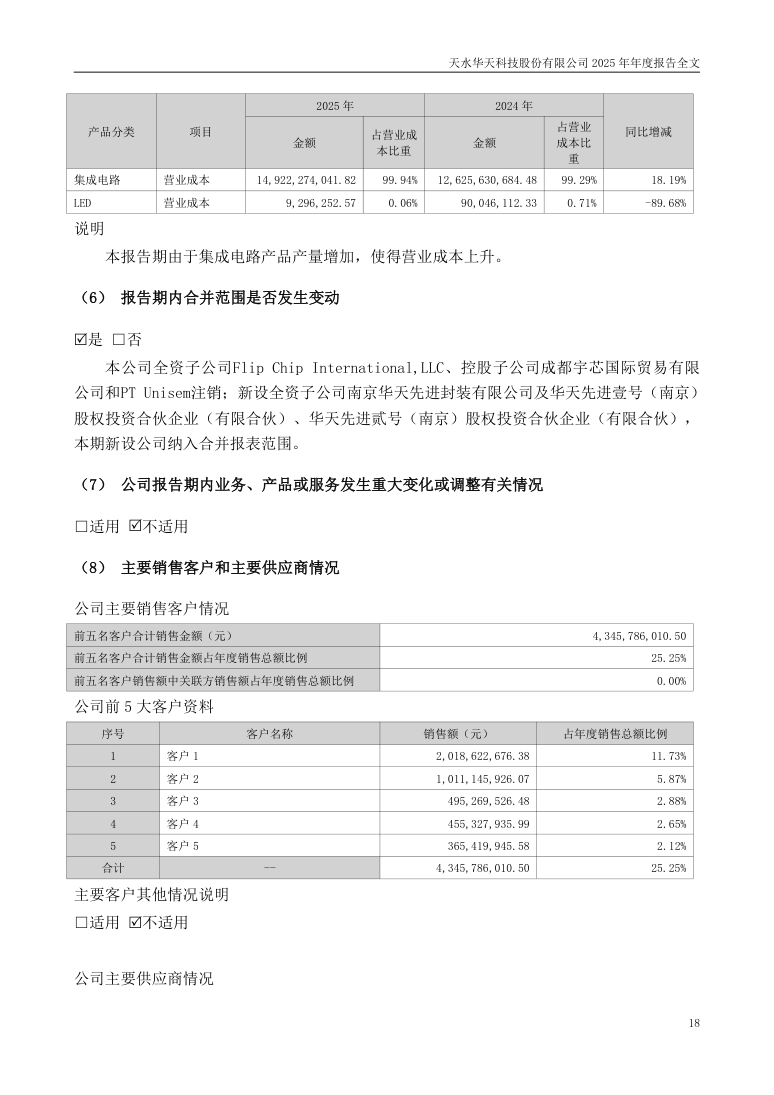 天水华天科技股份有限公司 2025 年年度报告全文
产品分类 项目 2025 年 2024 年 同比增减
金额 占营业成本比重 金额 占营业成本比重
集成电路 营业成本 14,922,274,041.82 99.94% 12,625,630,684.48 99.29% 18.19%
LED 营业成本 9,296,252.57 0.06% 90,046,112.33 0.71% -89.68%
说明
本报告期由于集成电路产品产量增加，使得营业成本上升。
（6） 报告期内合并范围是否发生变动
☑是 □否
本公司全资子公司Flip Chip International,LLC、控股子公司成都宇芯国际贸易有限
公司和PT Unisem注销；新设全资子公司南京华天先进封装有限公司及华天先进壹号（南京）
股权投资合伙企业（有限合伙）、华天先进贰号（南京）股权投资合伙企业（有限合伙），
本期新设公司纳入合并报表范围。
（7） 公司报告期内业务、产品或服务发生重大变化或调整有关情况
□适用 ☑不适用
（8） 主要销售客户和主要供应商情况
公司主要销售客户情况
前五名客户合计销售金额（元） 4,345,786,010.50
前五名客户合计销售金额占年度销售总额比例 25.25%
前五名客户销售额中关联方销售额占年度销售总额比例 0.00%
公司前 5 大客户资料
序号 客户名称 销售额（元） 占年度销售总额比例
1 客户 1 2,018,622,676.38 11.73%
2 客户 2 1,011,145,926.07 5.87%
3 客户 3 495,269,526.48 2.88%
4 客户 4 455,327,935.99 2.65%
5 客户 5 365,419,945.58 2.12%
合计 -- 4,345,786,010.50 25.25%
主要客户其他情况说明
□适用 ☑不适用
公司主要供应商情况
18